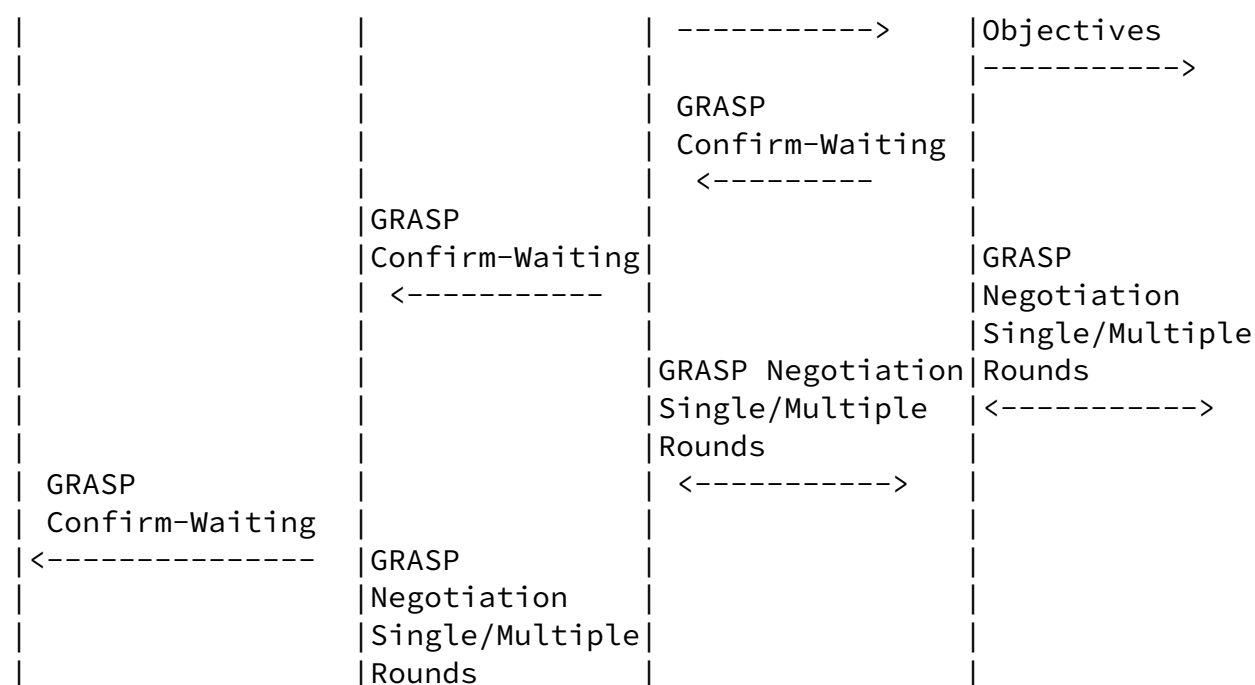 |                     |                  | ----------->     |Objectives
|                     |                  |                    |----------->
|                     |                  | GRASP              |
|                     |                  | Confirm-Waiting |
|                     |                  |  <---------      |
|                     |GRASP             |                    |
|                     |Confirm-Waiting|                    |GRASP
|                     | <-----------  |                    |Negotiation
|                     |                  |                    |Single/Multiple
|                     |                  |GRASP Negotiation|Rounds
|                     |                  |Single/Multiple  |<----------->
|                     |                  |Rounds              |
| GRASP               |                  | <----------->    |
| Confirm-Waiting  |                  |                    |
|<---------------  |GRASP             |                    |
|                     |Negotiation       |                    |
|                     |Single/Multiple|                    |
|                     |Rounds            |                    |